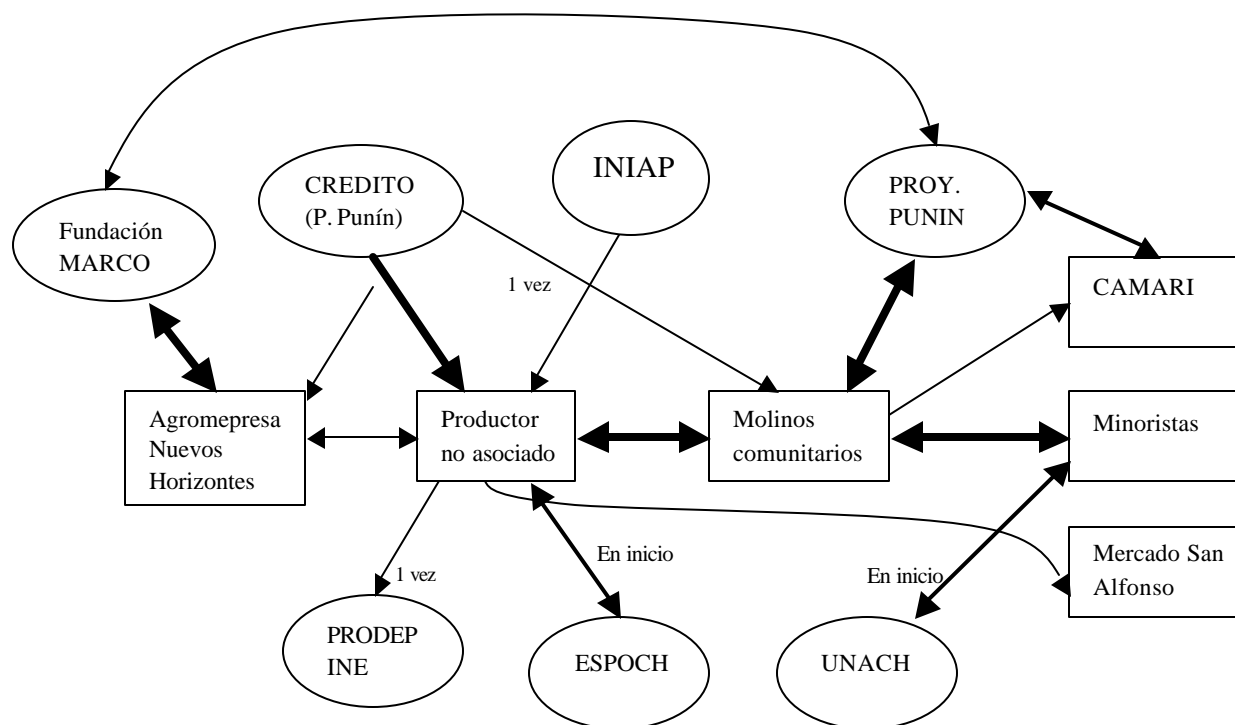 INIAP
CREDITO
(P. Punín)
PROY.
PUNIN
Fundación
MARCO
1 vez
CAMARI
Agromepresa
Nuevos
Horizontes
Productor
no asociado
Molinos
comunitarios
Minoristas
En inicio
En inicio
Mercado San
Alfonso
1 vez
PRODEP
INE
ESPOCH
UNACH